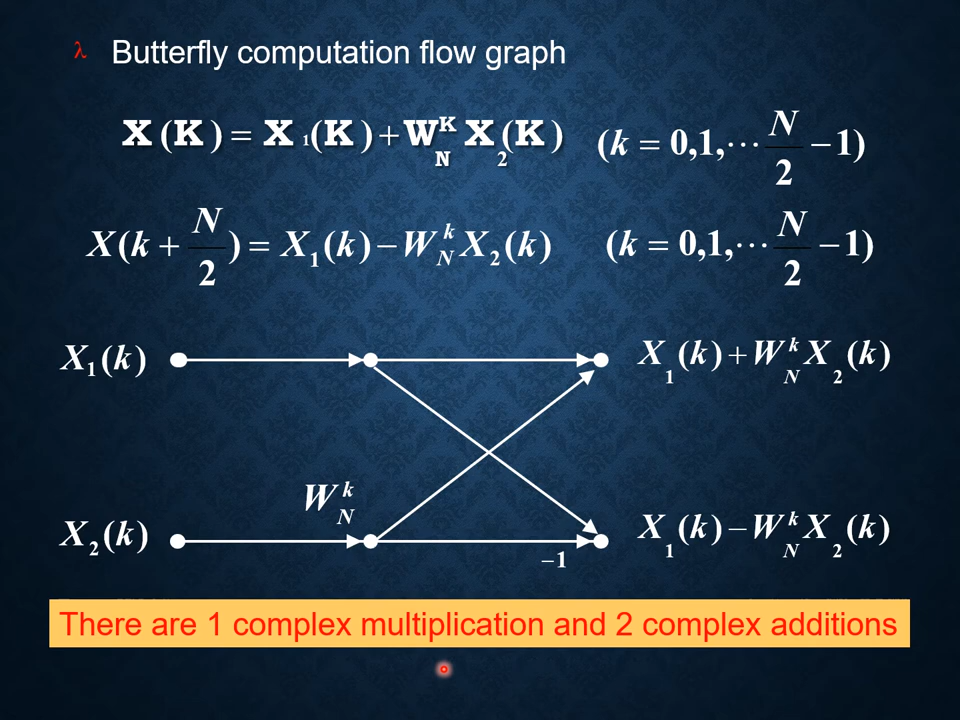 λ Butterfly computation flow graph
X (K) = X₁(K) + W_N^K X₂(K) (k = 0,1,⋯ N/2 −1)
X(k + N/2) = X₁(k) − W_N^k X₂(k) (k = 0,1,⋯ N/2 −1)
X₁(k) X₁(k) + W_N^k X₂(k)
W_N^k
X₂(k) X₁(k) − W_N^k X₂(k)
−1
There are 1 complex multiplication and 2 complex additions